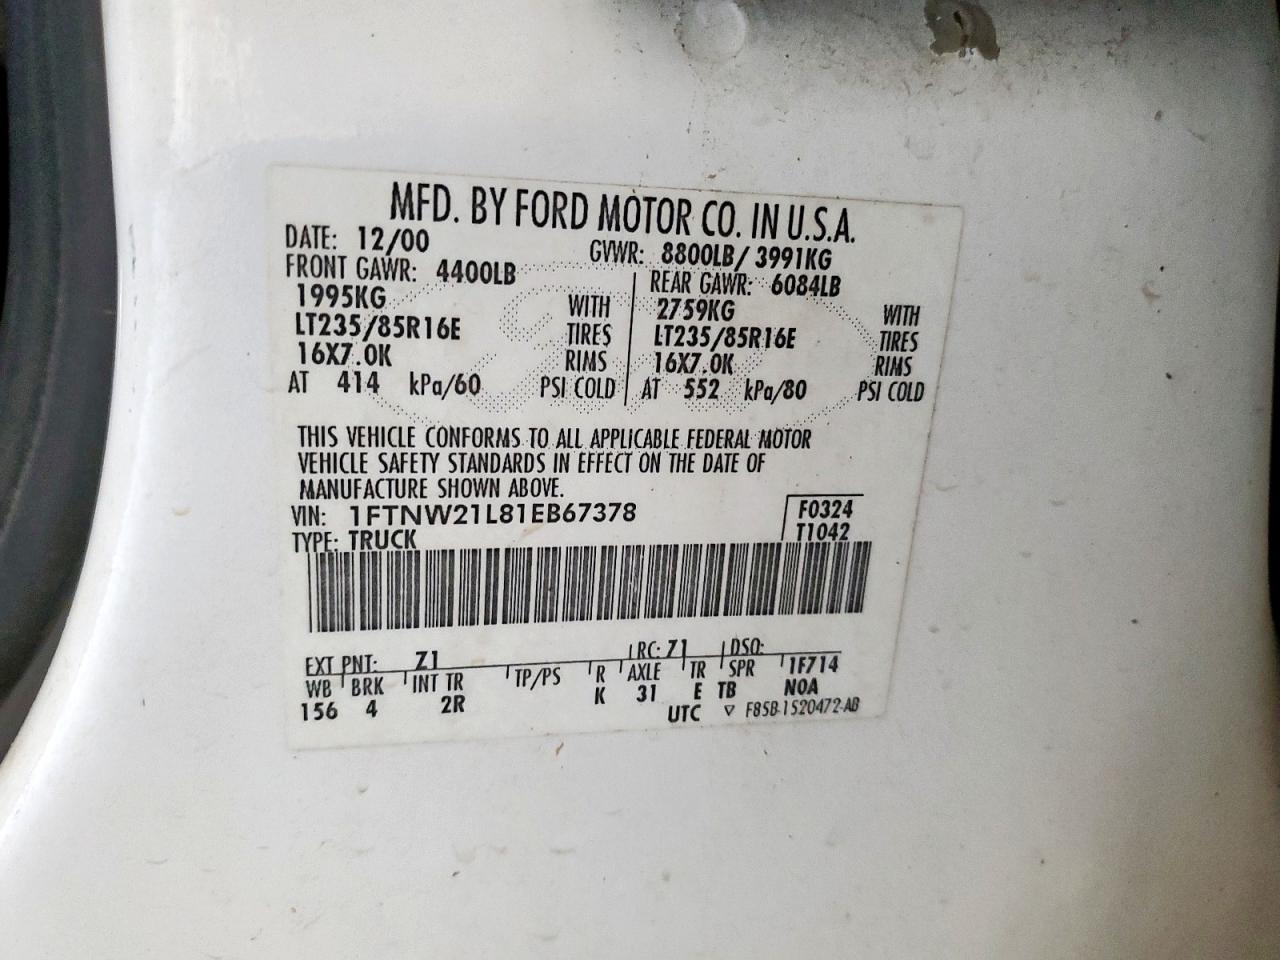 MFD. BY FORD MOTOR CO. IN U.S.A.
DATE: 12/00 GVWR: 8800LB/ 3991KG
FRONT GAWR: 4400LB REAR GAWR: 6084LB
1995KG WITH 2759KG WITH
LT235/85R16E TIRES LT235/85R16E TIRES
16X7.0K RIMS 16X7.0K RIMS
AT 414 kPa/60 PSI COLD AT 552 kPa/80 PSI COLD
THIS VEHICLE CONFORMS TO ALL APPLICABLE FEDERAL MOTOR
VEHICLE SAFETY STANDARDS IN EFFECT ON THE DATE OF
MANUFACTURE SHOWN ABOVE.
VIN: 1FTNW21L81EB67378 F0324
TYPE: TRUCK T1042
EXT PNT: Z1 RC: Z1 DSO:
WB BRK INT TR TP/PS R AXLE TR SPR 1F714
156 4 2R K 31 E TB N0A
UTC ▽ F85B-1520472-AB